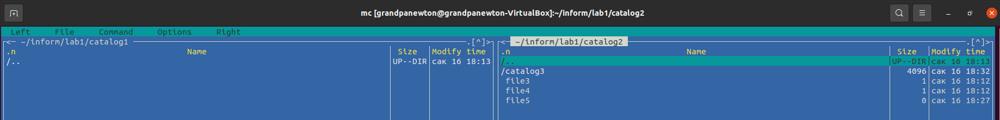 mc [grandpanewton@grandpanewton-VirtualBox]:~/inform/lab1/catalog2
Left File Command Options Right
<─ ~/inform/lab1/catalog1 ─.[^]>
.n Name Size Modify time
/.. UP--DIR сак 16 18:13
<─ ~/inform/lab1/catalog2 ─.[^]>
.n Name Size Modify time
/.. UP--DIR сак 16 18:13
/catalog3 4096 сак 16 18:32
file3 1 сак 16 18:12
file4 1 сак 16 18:12
file5 0 сак 16 18:27